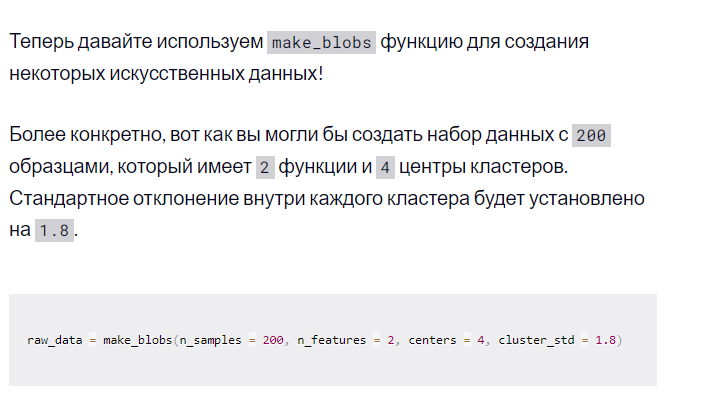 Теперь давайте используем make_blobs функцию для создания
некоторых искусственных данных!
Более конкретно, вот как вы могли бы создать набор данных с 200
образцами, который имеет 2 функции и 4 центры кластеров.
Стандартное отклонение внутри каждого кластера будет установлено
на 1.8.
raw_data = make_blobs(n_samples = 200, n_features = 2, centers = 4, cluster_std = 1.8)